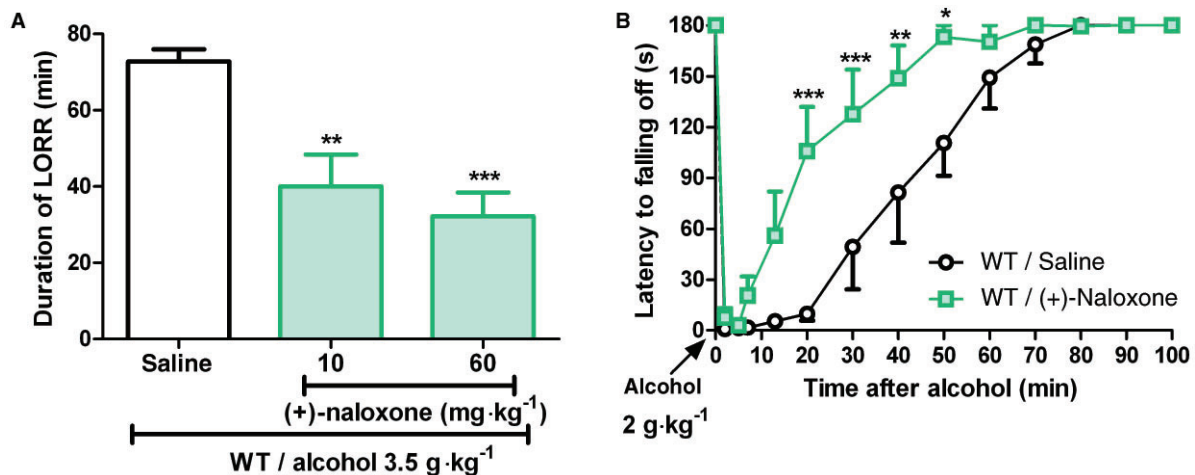 A
Duration of LORR (min)
80
60
40
20
0
**
***
Saline
10
60
(+)-naloxone (mg·kg⁻¹)
WT / alcohol 3.5 g·kg⁻¹
B
Latency to falling off (s)
180
150
120
90
60
30
0
***
***
**
*
WT / Saline
WT / (+)-Naloxone
0 10 20 30 40 50 60 70 80 90 100
Time after alcohol (min)
Alcohol
2 g·kg⁻¹